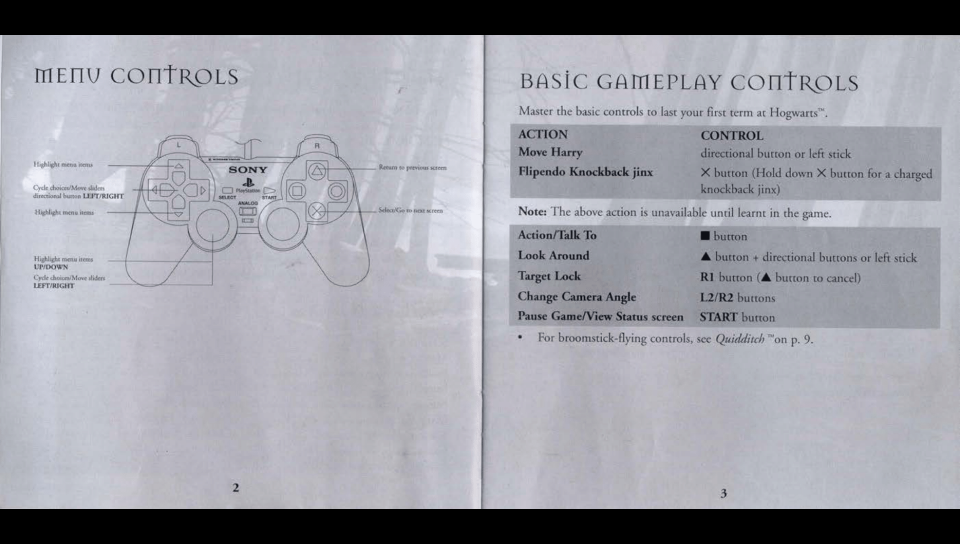 MENU CONTROLS
L
R
Highlight menu items
Return to previous screen
SONY
PlayStation
SELECT
START
Cycle choices/Move sliders
directional button LEFT/RIGHT
ANALOG
Highlight menu items
Select/Go to next screen
Highlight menu items
UP/DOWN
Cycle choices/Move sliders
LEFT/RIGHT
2
BASIC GAMEPLAY CONTROLS
Master the basic controls to last your first term at Hogwarts™.
ACTION CONTROL
Move Harry directional button or left stick
Flipendo Knockback jinx ✕ button (Hold down ✕ button for a charged
knockback jinx)
Note: The above action is unavailable until learnt in the game.
Action/Talk To ■ button
Look Around ▲ button + directional buttons or left stick
Target Lock R1 button (▲ button to cancel)
Change Camera Angle L2/R2 buttons
Pause Game/View Status screen START button
• For broomstick-flying controls, see Quidditch™ on p. 9.
3